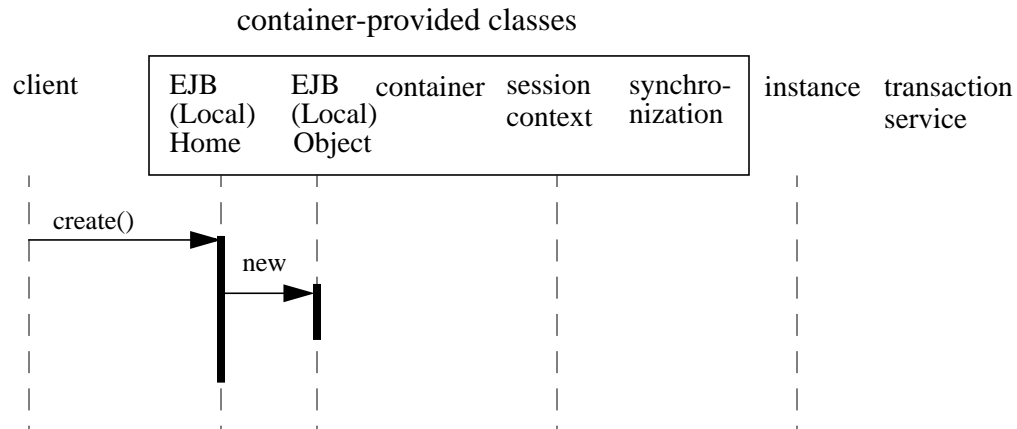 container-provided classes
client
EJB
(Local)
Home
EJB
(Local)
Object
container
session
context
synchro-
nization
instance
transaction
service
create()
new